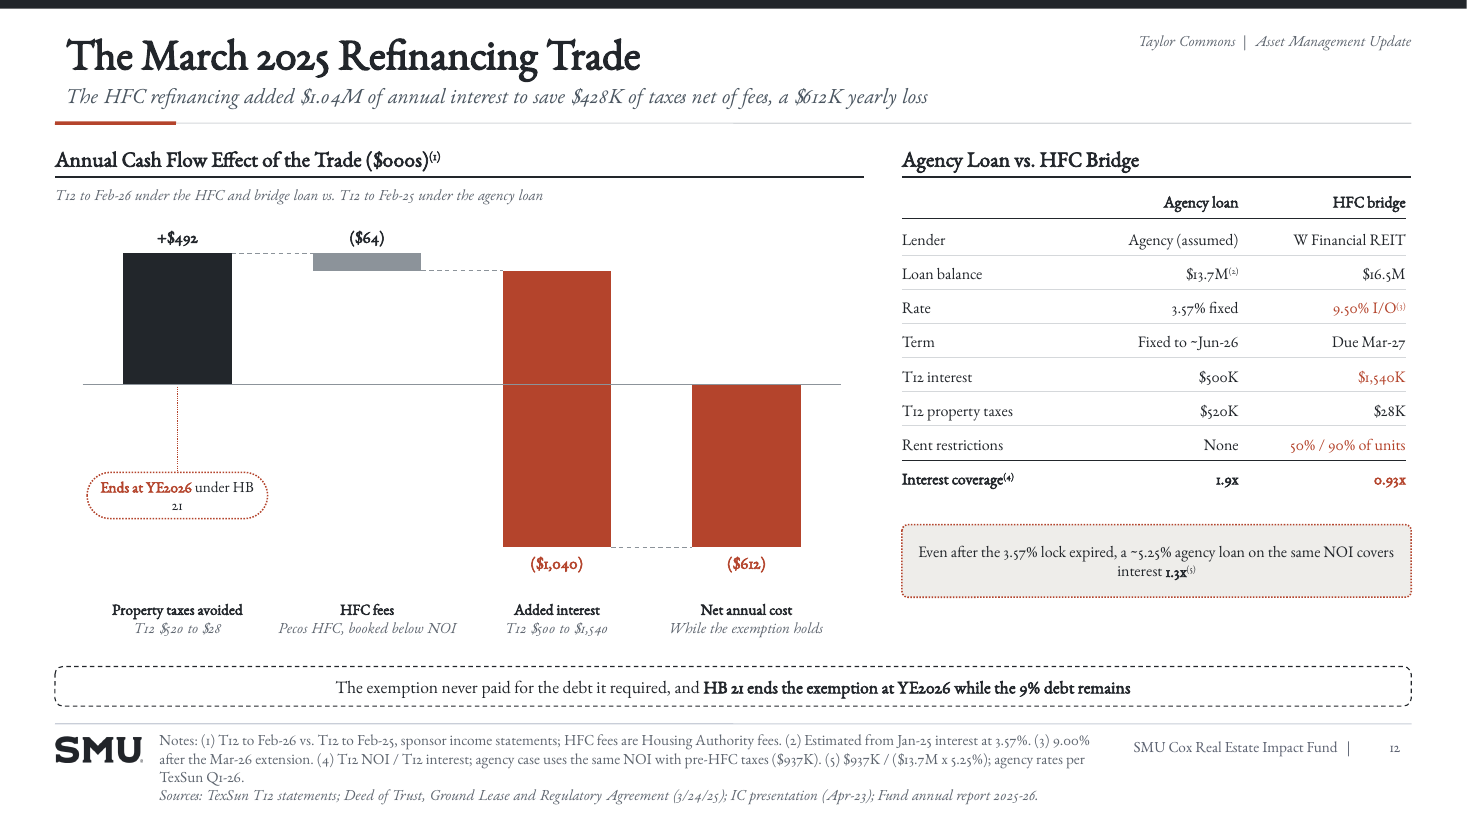 The March 2025 Refinancing Trade
Taylor Commons | Asset Management Update
The HFC refinancing added $1.04M of annual interest to save $428K of taxes net of fees, a $612K yearly loss
Annual Cash Flow Effect of the Trade ($000s)(1)
T12 to Feb-26 under the HFC and bridge loan vs. T12 to Feb-25 under the agency loan
+$492
($64)
Ends at YE2026 under HB
21
($1,040)
($612)
Property taxes avoided
T12 $520 to $28
HFC fees
Pecos HFC, booked below NOI
Added interest
T12 $500 to $1,540
Net annual cost
While the exemption holds
Agency Loan vs. HFC Bridge
Agency loan HFC bridge
Lender Agency (assumed) W Financial REIT
Loan balance $13.7M(2) $16.5M
Rate 3.57% fixed 9.50% I/O(3)
Term Fixed to ~Jun-26 Due Mar-27
T12 interest $500K $1,540K
T12 property taxes $520K $28K
Rent restrictions None 50% / 90% of units
Interest coverage(4) 1.9x 0.93x
Even after the 3.57% lock expired, a ~5.25% agency loan on the same NOI covers
interest 1.3x(5)
The exemption never paid for the debt it required, and HB 21 ends the exemption at YE2026 while the 9% debt remains
SMU
Notes: (1) T12 to Feb-26 vs. T12 to Feb-25, sponsor income statements; HFC fees are Housing Authority fees. (2) Estimated from Jan-25 interest at 3.57%. (3) 9.00%
after the Mar-26 extension. (4) T12 NOI / T12 interest; agency case uses the same NOI with pre-HFC taxes ($937K). (5) $937K / ($13.7M x 5.25%); agency rates per
TexSun Q1-26.
Sources: TexSun T12 statements; Deed of Trust, Ground Lease and Regulatory Agreement (3/24/25); IC presentation (Apr-23); Fund annual report 2025-26.
SMU Cox Real Estate Impact Fund | 12